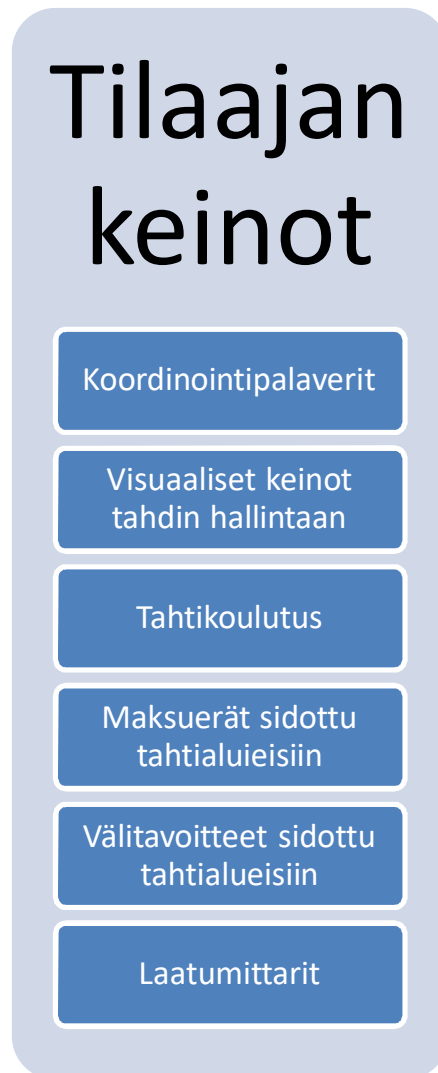 Tilaajan
keinot
Koordinointipalaverit
Visuaaliset keinot
tahdin hallintaan
Tahtikoulutus
Maksuerät sidottu
tahtialuieisiin
Välitavoitteet sidottu
tahtialueisiin
Laatumittarit